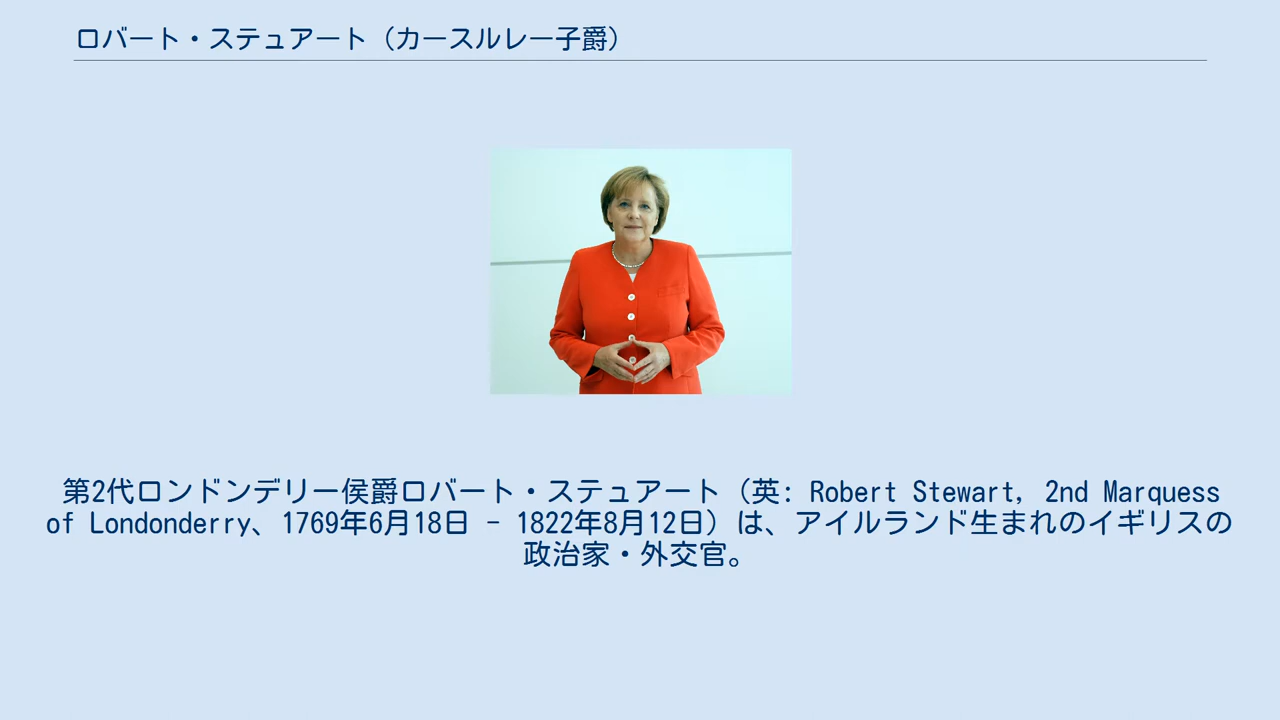 ロバート・ステュアート（カースルレー子爵）
第2代ロンドンデリー侯爵ロバート・ステュアート（英: Robert Stewart, 2nd Marquess
of Londonderry、1769年6月18日 - 1822年8月12日）は、アイルランド生まれのイギリスの
政治家・外交官。